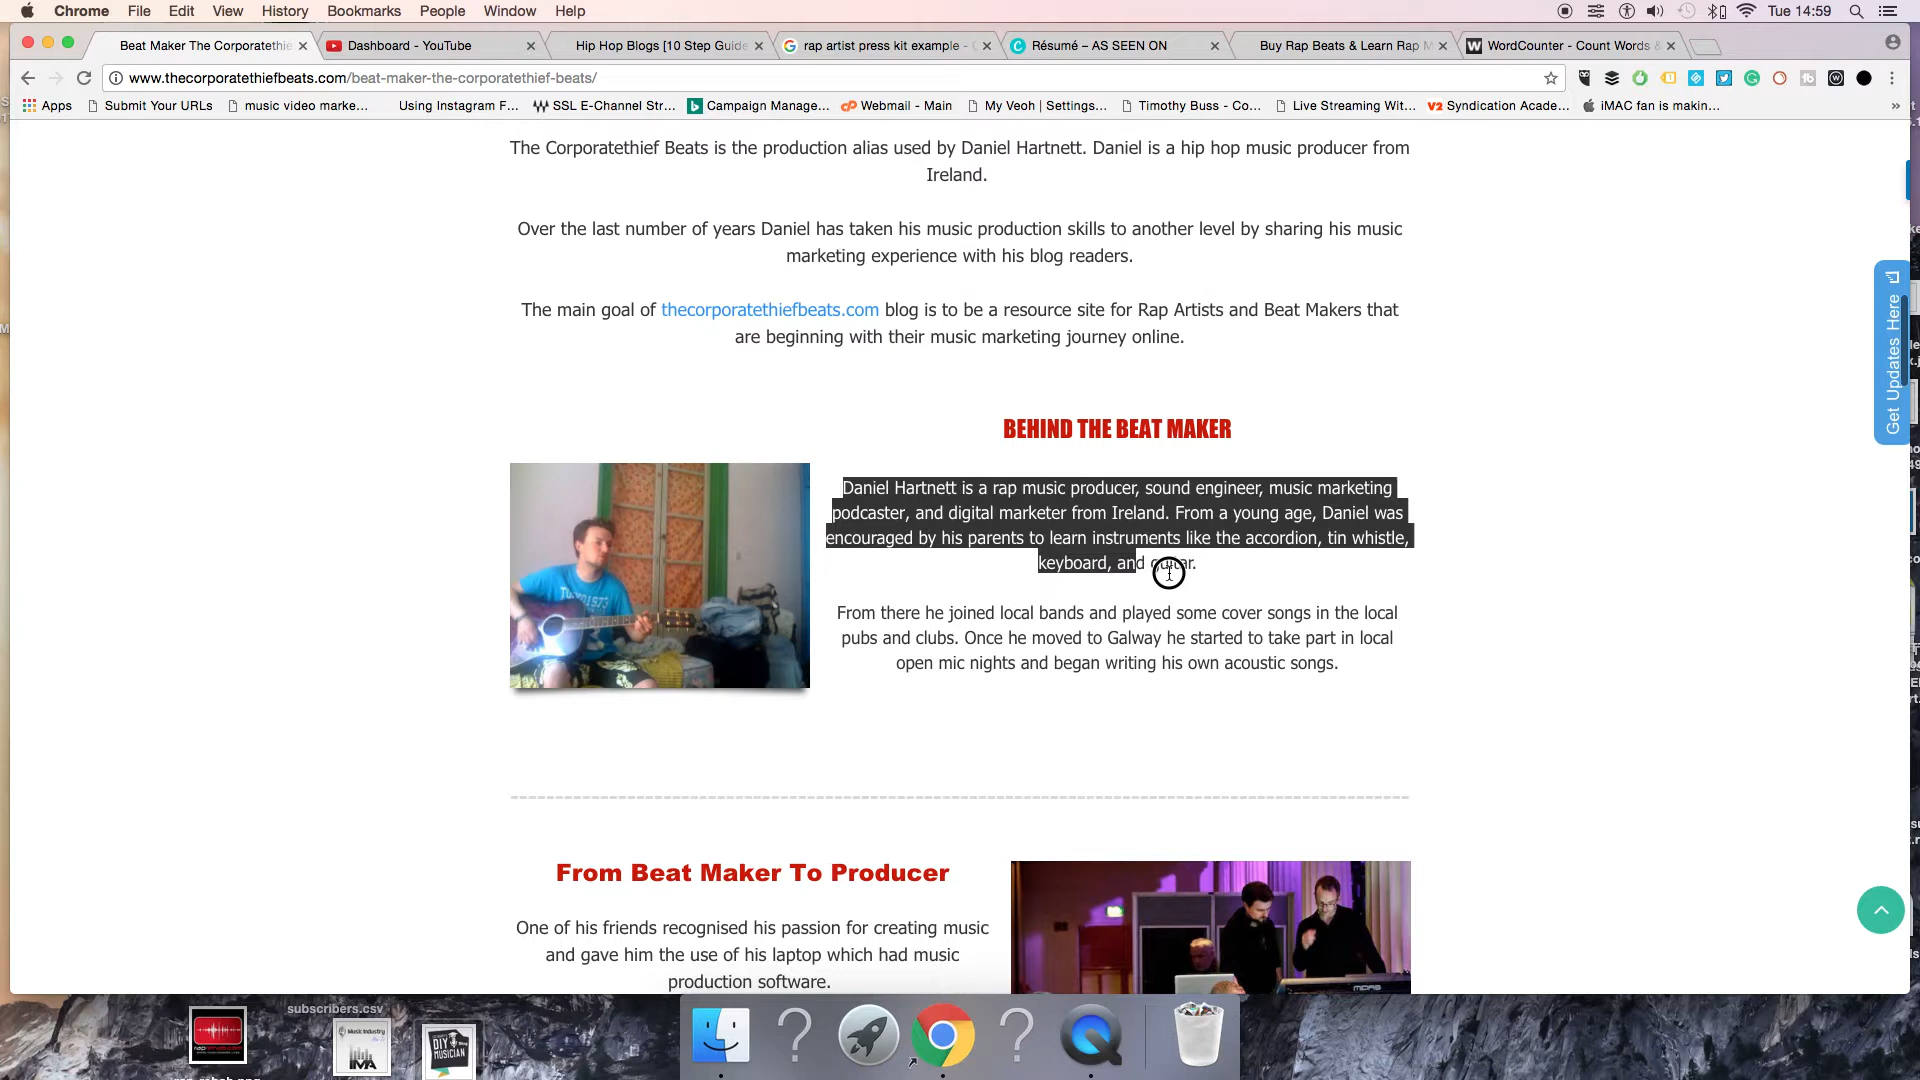 Chrome File Edit View History Bookmarks People Window Help Tue 14:59
Beat Maker The Corporatethie Dashboard - YouTube Hip Hop Blogs [10 Step Guide rap artist press kit example - Résumé – AS SEEN ON Buy Rap Beats & Learn Rap M WordCounter - Count Words &
www.thecorporatethiefbeats.com/beat-maker-the-corporatethief-beats/
Apps Submit Your URLs music video marke... Using Instagram F... SSL E-Channel Str... Campaign Manage... Webmail - Main My Veoh | Settings... Timothy Buss - Co... Live Streaming Wit... Syndication Acade... iMAC fan is makin... »
The Corporatethief Beats is the production alias used by Daniel Hartnett. Daniel is a hip hop music producer from
Ireland.
Over the last number of years Daniel has taken his music production skills to another level by sharing his music
marketing experience with his blog readers.
The main goal of thecorporatethiefbeats.com blog is to be a resource site for Rap Artists and Beat Makers that
are beginning with their music marketing journey online.
Get Updates Here
BEHIND THE BEAT MAKER
Daniel Hartnett is a rap music producer, sound engineer, music marketing
podcaster, and digital marketer from Ireland. From a young age, Daniel was
encouraged by his parents to learn instruments like the accordion, tin whistle,
keyboard, and guitar.
From there he joined local bands and played some cover songs in the local
pubs and clubs. Once he moved to Galway he started to take part in local
open mic nights and began writing his own acoustic songs.
From Beat Maker To Producer
One of his friends recognised his passion for creating music
and gave him the use of his laptop which had music
production software.
subscribers.csv
Music Industry
IMA
DIY
MUSICIAN